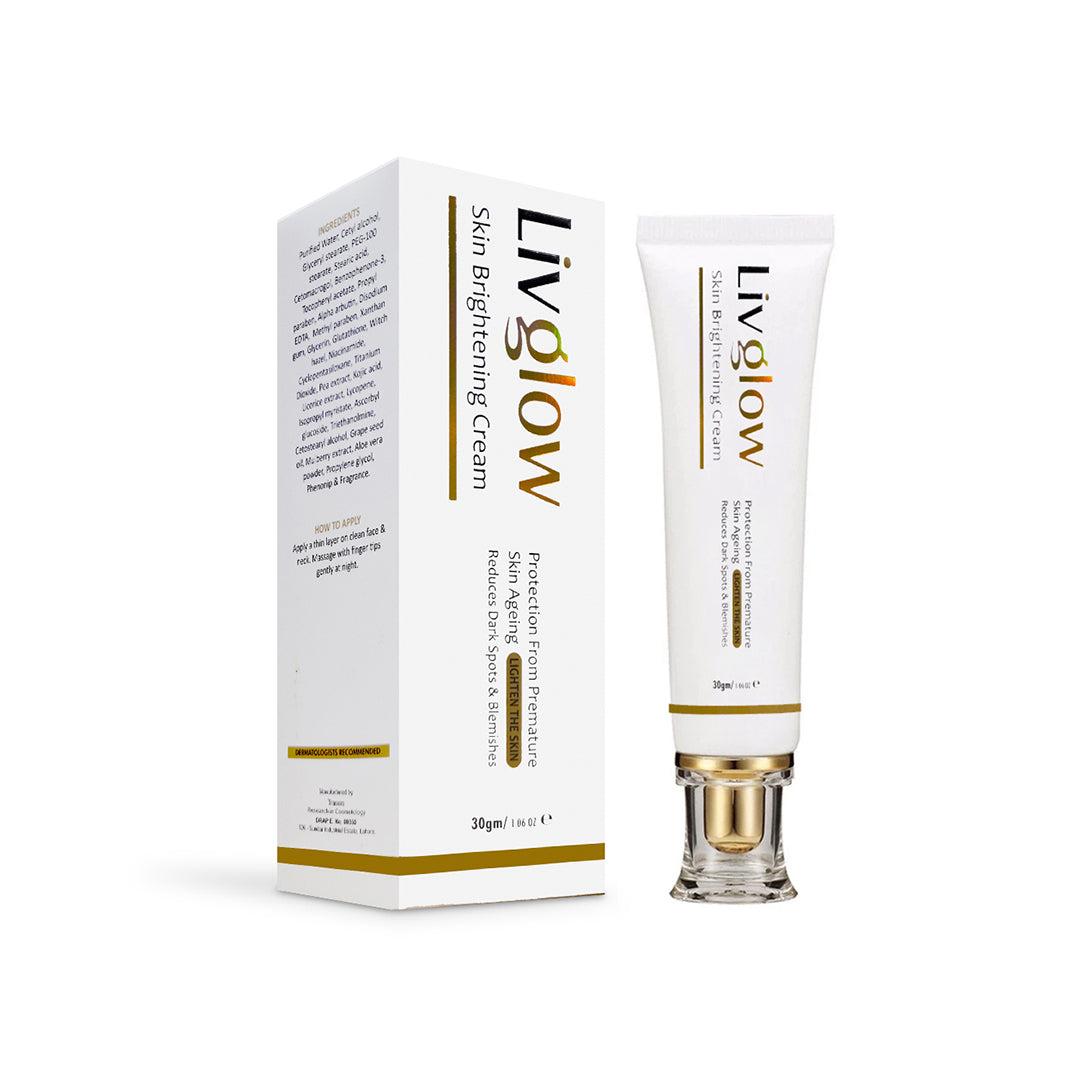 INGREDIENTS
Purified Water, Cetyl alcohol,
Glyceryl stearate, PEG-100
stearate, Stearic acid,
Cetomacrogol, Benzophenone-3,
Tocopheryl acetate, Propyl
paraben, Alpha arbutin, Disodium
EDTA, Methyl paraben, Xanthan
gum, Glycerin, Glutathione, Witch
hazel, Niacinamide,
Cyclopentasiloxane, Titanium
Dioxide, Pea extract, Kojic acid,
Licorice extract, Lycopene,
Isopropyl myristate, Ascorbyl
glucoside, Triethanolmine,
Cetostearyl alcohol, Grape seed
oil, Mulberry extract, Aloe vera
powder, Propylene glycol,
Phenonip & Fragrance.
HOW TO APPLY
Apply a thin layer on clean face &
neck. Massage with finger tips
gently at night.
DERMATOLOGISTS RECOMMENDED
Manufactured by
Cosmetology
Sundar Industrial Estate, Lahore.
Livglow
Skin Brightening Cream
Protection From Premature
Skin Ageing LIGHTEN THE SKIN
Reduces Dark Spots & Blemishes
30gm/ 1.06 OZ e
Livglow
Skin Brightening Cream
Protection From Premature
Skin Ageing LIGHTEN THE SKIN
Reduces Dark Spots & Blemishes
30gm/ 1.06 OZ e